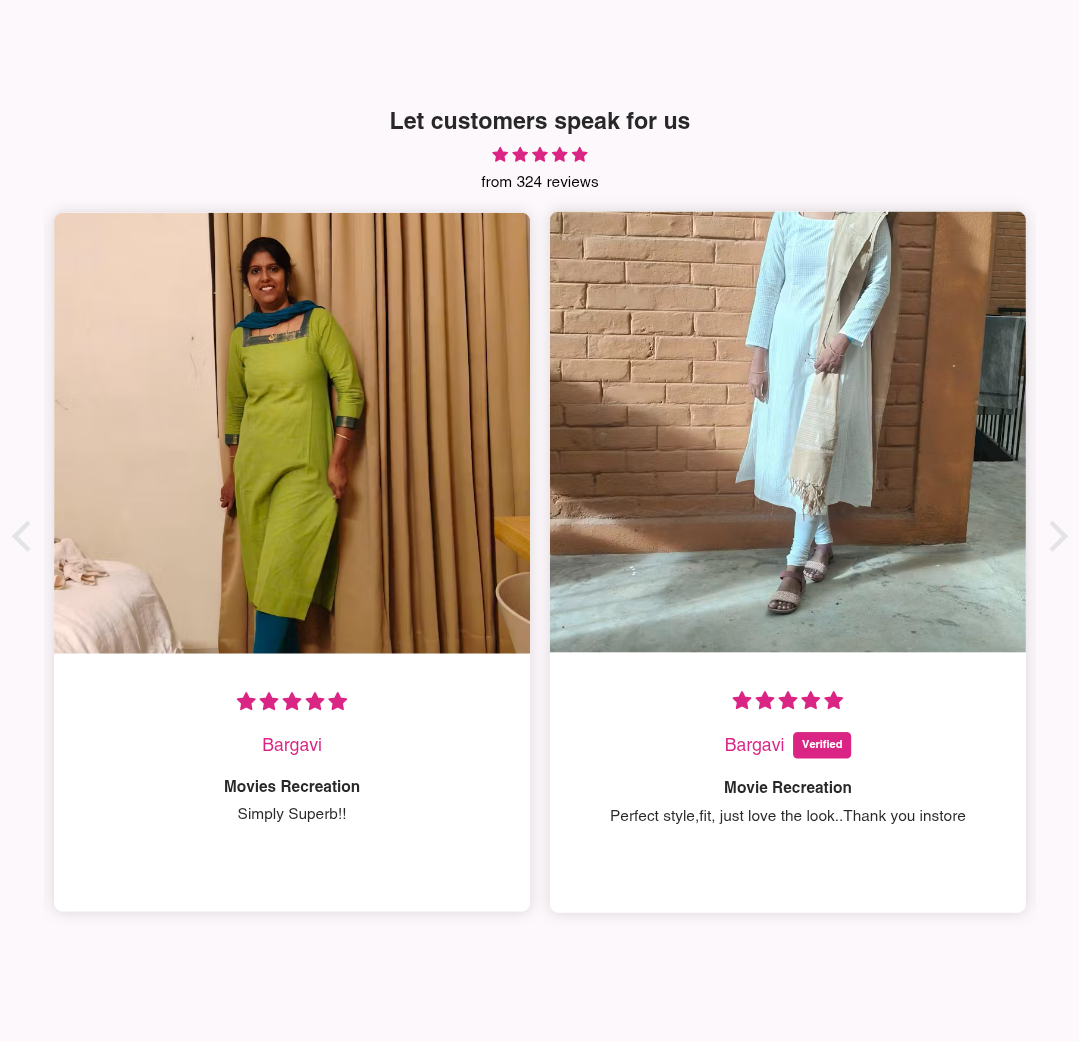 Let customers speak for us
from 324 reviews
Bargavi
Movies Recreation
Simply Superb!!
Bargavi Verified
Movie Recreation
Perfect style,fit, just love the look..Thank you instore